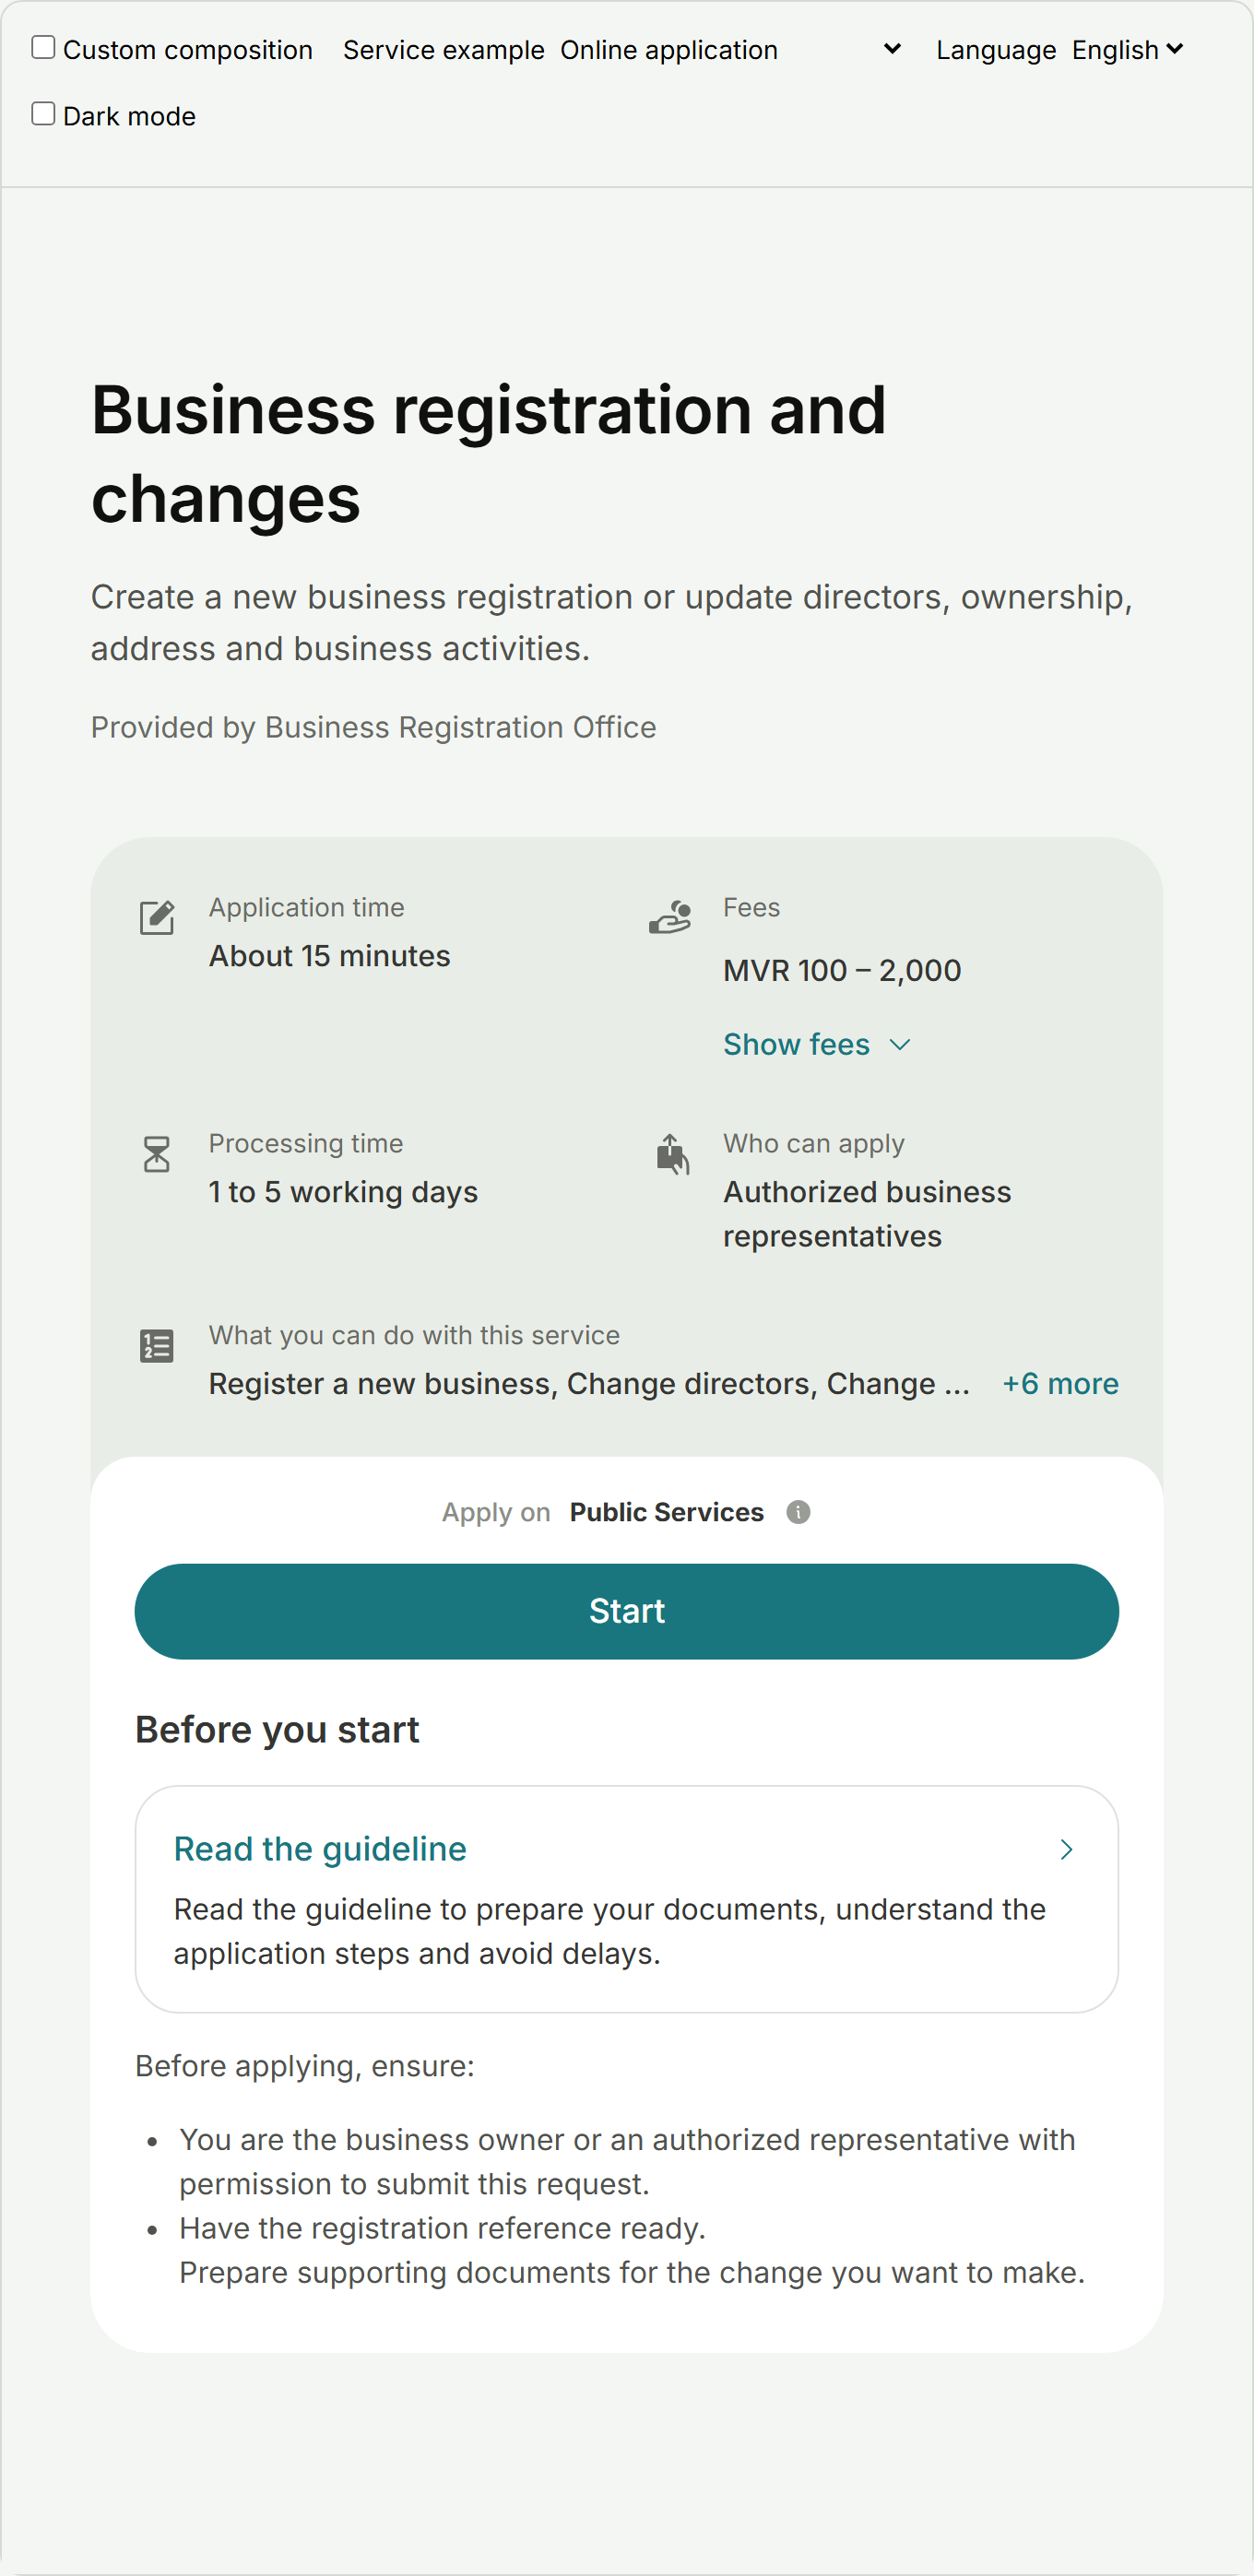 Custom composition
Service example Online application
Language English
Dark mode
Business registration and
changes
Create a new business registration or update directors, ownership,
address and business activities.
Provided by Business Registration Office
Application time
About 15 minutes
Fees
MVR 100 – 2,000
Show fees
Processing time
1 to 5 working days
Who can apply
Authorized business
representatives
What you can do with this service
Register a new business, Change directors, Change ... +6 more
Apply on Public Services
Start
Before you start
Read the guideline
Read the guideline to prepare your documents, understand the
application steps and avoid delays.
Before applying, ensure:
• You are the business owner or an authorized representative with
permission to submit this request.
• Have the registration reference ready.
Prepare supporting documents for the change you want to make.